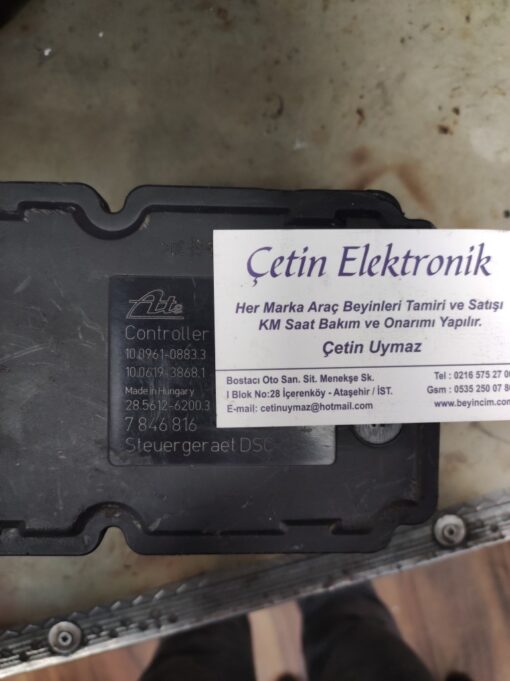 Ate
Controller
10.0961-0883.3
10.0619-3868.1
Made in Hungary
28.5612-6200.3
7 846 816
Steuergeraet DSC
Çetin Elektronik
Her Marka Araç Beyinleri Tamiri ve Satışı
KM Saat Bakım ve Onarımı Yapılır.
Çetin Uymaz
Bostacı Oto San. Sit. Menekşe Sk.
I Blok No:28 İçerenköy - Ataşehir / İST.
E-mail: cetinuymaz@hotmail.com
Tel : 0216 575 27 00
Gsm : 0535 250 07 80
www.beyincim.com